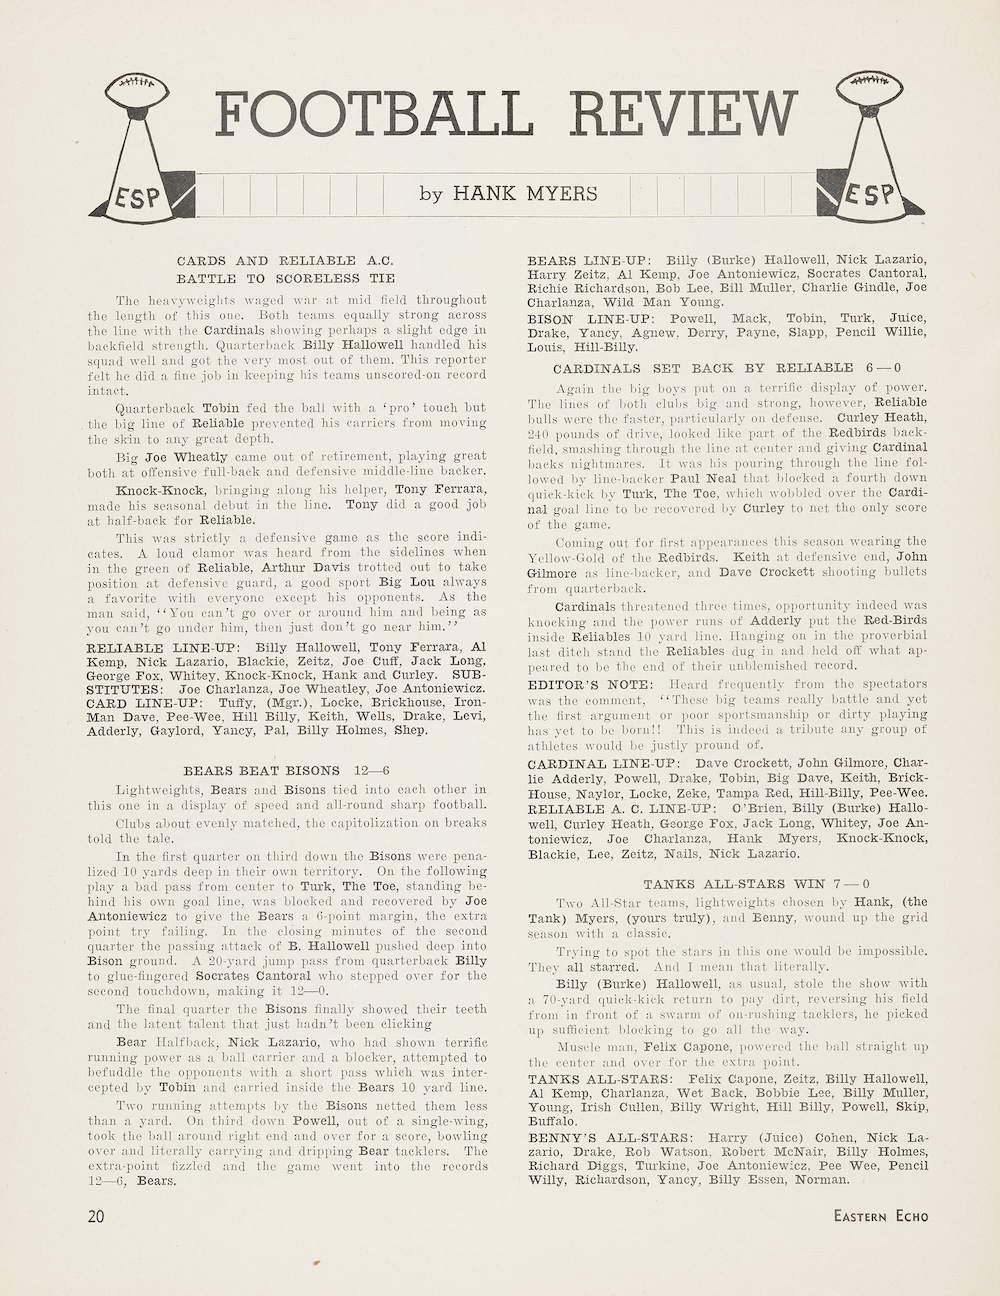 FOOTBALL REVIEW
ESP
by HANK MYERS
ESP
CARDS AND RELIABLE A.C.
BATTLE TO SCORELESS TIE
The heavyweights waged war at mid field throughout
the length of this one. Both teams equally strong across
the line with the Cardinals showing perhaps a slight edge in
backfield strength. Quarterback Billy Hallowell handled his
squad well and got the very most out of them. This reporter
felt he did a fine job in keeping his teams unscored-on record
intact.
Quarterback Tobin fed the ball with a ‘pro’ touch but
the big line of Reliable prevented his carriers from moving
the skin to any great depth.
Big Joe Wheatly came out of retirement, playing great
both at offensive full-back and defensive middle-line backer.
Knock-Knock, bringing along his helper, Tony Ferrara,
made his seasonal debut in the line. Tony did a good job
at half-back for Reliable.
This was strictly a defensive game as the score indi-
cates. A loud clamor was heard from the sidelines when
in the green of Reliable, Arthur Davis trotted out to take
position at defensive guard, a good sport Big Lou always
a favorite with everyone except his opponents. As the
man said, ‘‘You can’t go over or around him and being as
you can’t go under him, then just don’t go near him.’’
RELIABLE LINE-UP: Billy Hallowell, Tony Ferrara, Al
Kemp, Nick Lazario, Blackie, Zeitz, Joe Cuff, Jack Long,
George Fox, Whitey, Knock-Knock, Hank and Curley. SUB-
STITUTES: Joe Charlanza, Joe Wheatley, Joe Antoniewicz.
CARD LINE-UP: Tuffy, (Mgr.), Locke, Brickhouse, Iron-
Man Dave, Pee-Wee, Hill Billy, Keith, Wells, Drake, Levi,
Adderly, Gaylord, Yancy, Pal, Billy Holmes, Shep.
BEARS BEAT BISONS 12—6
Lightweights, Bears and Bisons tied into each other in
this one in a display of speed and all-round sharp football.
Clubs about evenly matched, the capitolization on breaks
told the tale.
In the first quarter on third down the Bisons were pena-
lized 10 yards deep in their own territory. On the following
play a bad pass from center to Turk, The Toe, standing be-
hind his own goal line, was blocked and recovered by Joe
Antoniewicz to give the Bears a 6-point margin, the extra
point try failing. In the closing minutes of the second
quarter the passing attack of B. Hallowell pushed deep into
Bison ground. A 20-yard jump pass from quarterback Billy
to glue-fingered Socrates Cantoral who stepped over for the
second touchdown, making it 12—0.
The final quarter the Bisons finally showed their teeth
and the latent talent that just hadn’t been clicking
Bear Halfback, Nick Lazario, who had shown terrific
running power as a ball carrier and a blocker, attempted to
befuddle the opponents with a short pass which was inter-
cepted by Tobin and carried inside the Bears 10 yard line.
Two running attempts by the Bisons netted them less
than a yard. On third down Powell, out of a single-wing,
took the ball around right end and over for a score, bowling
over and literally carrying and dripping Bear tacklers. The
extra-point fizzled and the game went into the records
12—6, Bears.
BEARS LINE-UP: Billy (Burke) Hallowell, Nick Lazario,
Harry Zeitz, Al Kemp, Joe Antoniewicz, Socrates Cantoral,
Richie Richardson, Bob Lee, Bill Muller, Charlie Gindle, Joe
Charlanza, Wild Man Young.
BISON LINE-UP: Powell, Mack, Tobin, Turk, Juice,
Drake, Yancy, Agnew, Derry, Payne, Slapp, Pencil Willie,
Louis, Hill-Billy.
CARDINALS SET BACK BY RELIABLE 6—0
Again the big boys put on a terrific display of power.
The lines of both clubs big and strong, however, Reliable
bulls were the faster, particularly on defense. Curley Heath,
240 pounds of drive, looked like part of the Redbirds back-
field, smashing through the line at center and giving Cardinal
backs nightmares. It was his pouring through the line fol-
lowed by line-backer Paul Neal that blocked a fourth down
quick-kick by Turk, The Toe, which wobbled over the Cardi-
nal goal line to be recovered by Curley to net the only score
of the game.
Coming out for first appearances this season wearing the
Yellow-Gold of the Redbirds. Keith at defensive end, John
Gilmore as line-backer, and Dave Crockett shooting bullets
from quarterback.
Cardinals threatened three times, opportunity indeed was
knocking and the power runs of Adderly put the Red-Birds
inside Reliables 10 yard line. Hanging on in the proverbial
last ditch stand the Reliables dug in and held off what ap-
peared to be the end of their unblemished record.
EDITOR’S NOTE: Heard frequently from the spectators
was the comment, ‘‘These big teams really battle and yet
the first argument or poor sportsmanship or dirty playing
has yet to be born!! This is indeed a tribute any group of
athletes would be justly pround of.
CARDINAL LINE-UP: Dave Crockett, John Gilmore, Char-
lie Adderly, Powell, Drake, Tobin, Big Dave, Keith, Brick-
House, Naylor, Locke, Zeke, Tampa Red, Hill-Billy, Pee-Wee.
RELIABLE A. C. LINE-UP: O’Brien, Billy (Burke) Hallo-
well, Curley Heath, George Fox, Jack Long, Whitey, Joe An-
toniewicz, Joe Charlanza, Hank Myers, Knock-Knock,
Blackie, Lee, Zeitz, Nails, Nick Lazario.
TANKS ALL-STARS WIN 7—0
Two All-Star teams, lightweights chosen by Hank, (the
Tank) Myers, (yours truly), and Benny, wound up the grid
season with a classic.
Trying to spot the stars in this one would be impossible.
They all starred. And I mean that literally.
Billy (Burke) Hallowell, as usual, stole the show with
a 70-yard quick-kick return to pay dirt, reversing his field
from in front of a swarm of on-rushing tacklers, he picked
up sufficient blocking to go all the way.
Muscle man, Felix Capone, powered the ball straight up
the center and over for the extra point.
TANKS ALL-STARS: Felix Capone, Zeitz, Billy Hallowell,
Al Kemp, Charlanza, Wet Back, Bobbie Lee, Billy Muller,
Young, Irish Cullen, Billy Wright, Hill Billy, Powell, Skip,
Buffalo.
BENNY’S ALL-STARS: Harry (Juice) Cohen, Nick La-
zario, Drake, Rob Watson, Robert McNair, Billy Holmes,
Richard Diggs, Turkine, Joe Antoniewicz, Pee Wee, Pencil
Willy, Richardson, Yancy, Billy Essen, Norman.
20
EASTERN ECHO